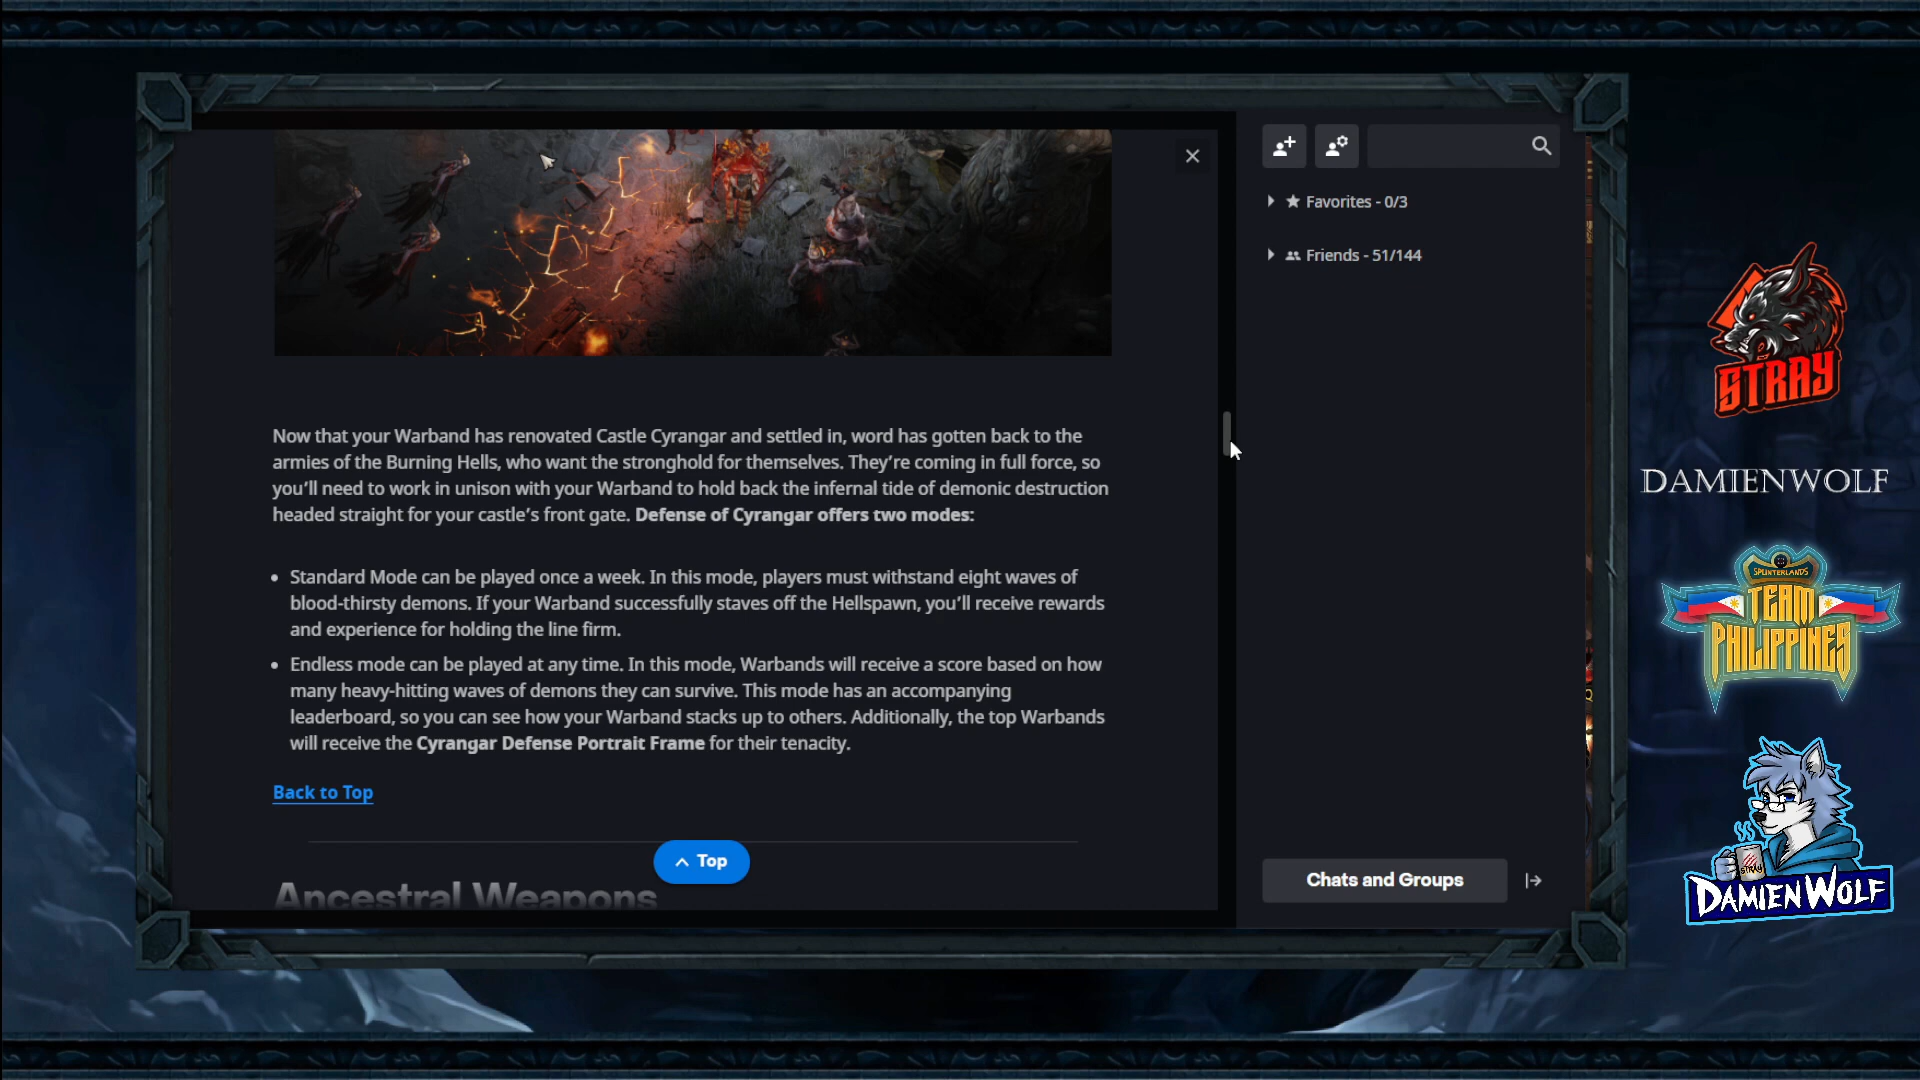 Favorites - 0/3
Friends - 51/144
Now that your Warband has renovated Castle Cyrangar and settled in, word has gotten back to the
armies of the Burning Hells, who want the stronghold for themselves. They’re coming in full force, so
you’ll need to work in unison with your Warband to hold back the infernal tide of demonic destruction
headed straight for your castle’s front gate. Defense of Cyrangar offers two modes:
• Standard Mode can be played once a week. In this mode, players must withstand eight waves of
blood-thirsty demons. If your Warband successfully staves off the Hellspawn, you’ll receive rewards
and experience for holding the line firm.
• Endless mode can be played at any time. In this mode, Warbands will receive a score based on how
many heavy-hitting waves of demons they can survive. This mode has an accompanying
leaderboard, so you can see how your Warband stacks up to others. Additionally, the top Warbands
will receive the Cyrangar Defense Portrait Frame for their tenacity.
Back to Top
Top
Ancestral Weapons
Chats and Groups
STRAY
DAMIENWOLF
SPLINTERLANDS
TEAM
PHILIPPINES
STRAY
DAMIENWOLF